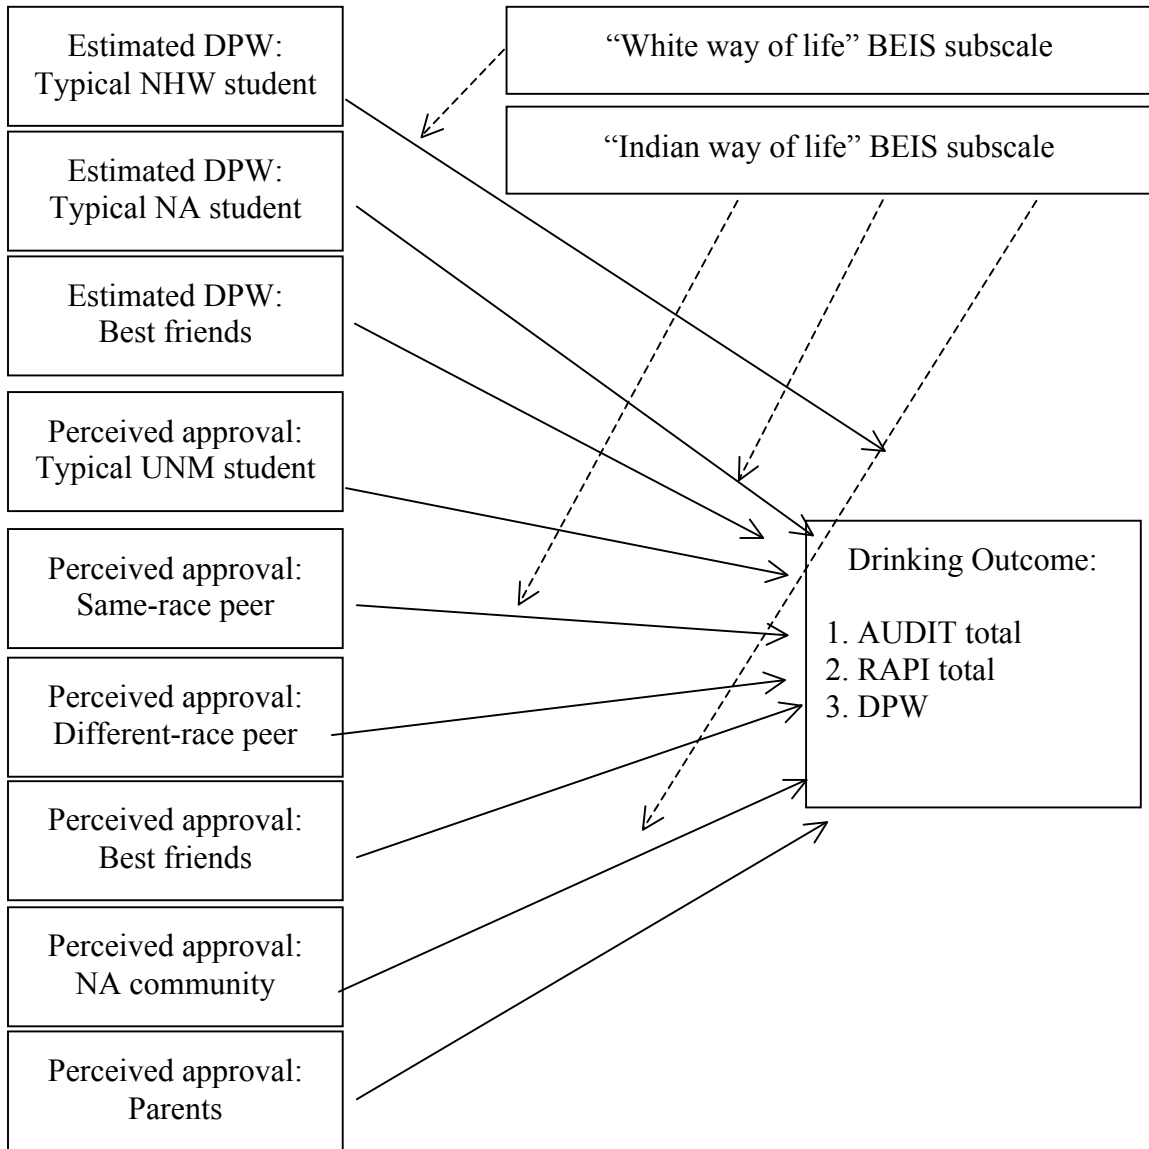 Estimated DPW:
Typical NHW student
“White way of life” BEIS subscale
“Indian way of life” BEIS subscale
Estimated DPW:
Typical NA student
Estimated DPW:
Best friends
Perceived approval:
Typical UNM student
Perceived approval:
Same-race peer
Perceived approval:
Different-race peer
Perceived approval:
Best friends
Perceived approval:
NA community
Perceived approval:
Parents
Drinking Outcome:
1. AUDIT total
2. RAPI total
3. DPW